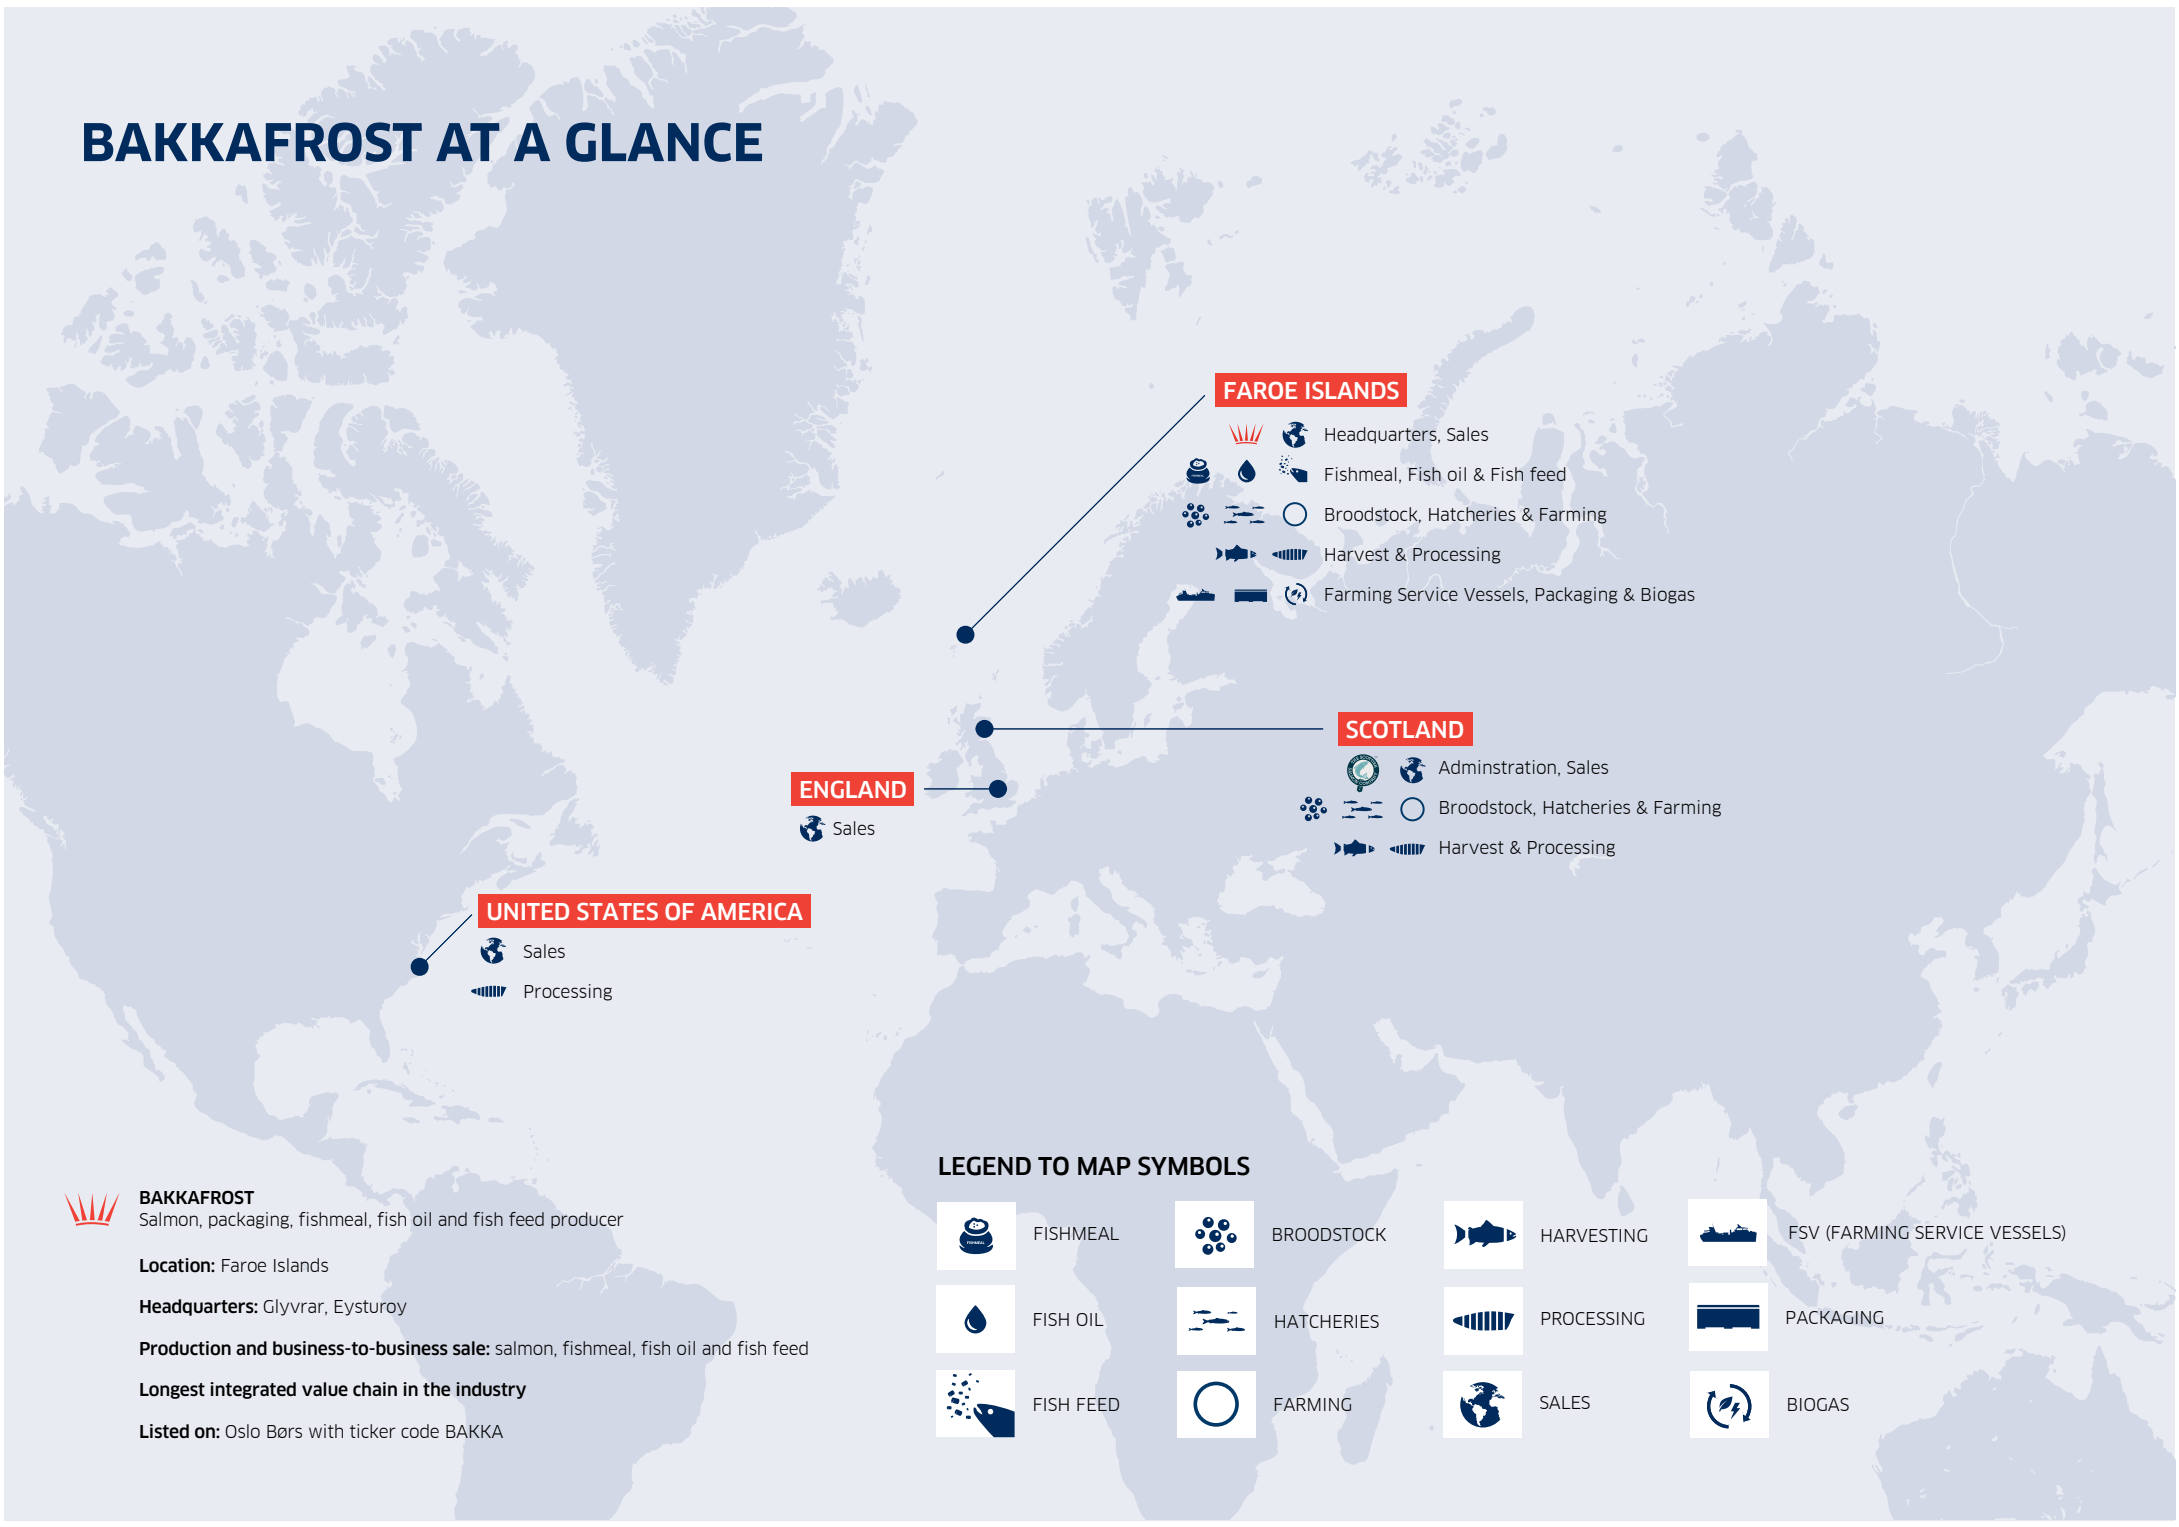 BAKKAFROST AT A GLANCE
FAROE ISLANDS
Headquarters, Sales
Fishmeal, Fish oil & Fish feed
Broodstock, Hatcheries & Farming
Harvest & Processing
Farming Service Vessels, Packaging & Biogas
SCOTLAND
Adminstration, Sales
Broodstock, Hatcheries & Farming
Harvest & Processing
ENGLAND
Sales
UNITED STATES OF AMERICA
Sales
Processing
BAKKAFROST
Salmon, packaging, fishmeal, fish oil and fish feed producer
Location: Faroe Islands
Headquarters: Glyvrar, Eysturoy
Production and business-to-business sale: salmon, fishmeal, fish oil and fish feed
Longest integrated value chain in the industry
Listed on: Oslo Børs with ticker code BAKKA
LEGEND TO MAP SYMBOLS
FISHMEAL
FISHMEAL
BROODSTOCK
HARVESTING
FSV (FARMING SERVICE VESSELS)
FISH OIL
HATCHERIES
PROCESSING
PACKAGING
FISH FEED
FARMING
SALES
BIOGAS